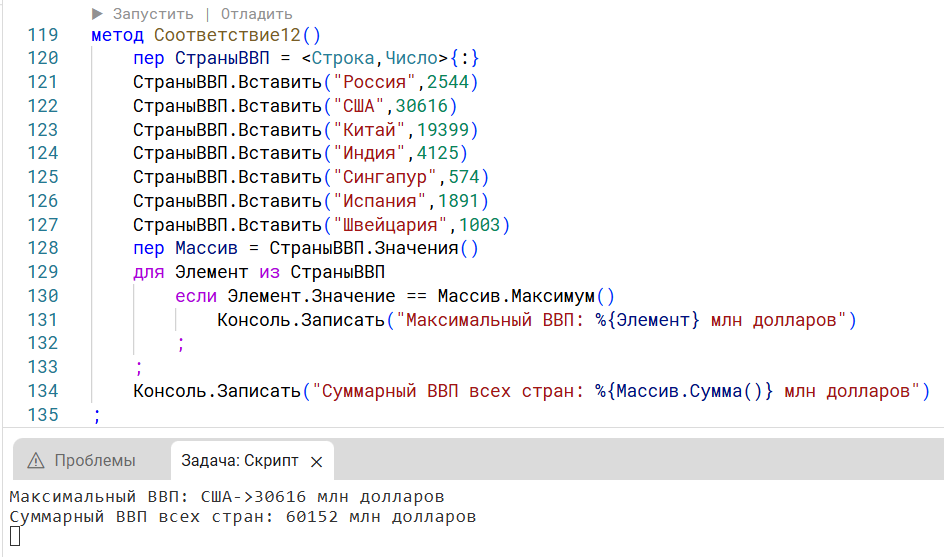 Запустить | Отладить
119 метод Соответствие12()
120 пер СтраныВВП = <Строка,Число>{:}
121 СтраныВВП.Вставить("Россия",2544)
122 СтраныВВП.Вставить("США",30616)
123 СтраныВВП.Вставить("Китай",19399)
124 СтраныВВП.Вставить("Индия",4125)
125 СтраныВВП.Вставить("Сингапур",574)
126 СтраныВВП.Вставить("Испания",1891)
127 СтраныВВП.Вставить("Швейцария",1003)
128 пер Массив = СтраныВВП.Значения()
129 для Элемент из СтраныВВП
130 если Элемент.Значение == Массив.Максимум()
131 Консоль.Записать("Максимальный ВВП: %{Элемент} млн долларов")
132 ;
133 ;
134 Консоль.Записать("Суммарный ВВП всех стран: %{Массив.Сумма()} млн долларов")
135 ;
Проблемы Задача: Скрипт
Максимальный ВВП: США->30616 млн долларов
Суммарный ВВП всех стран: 60152 млн долларов